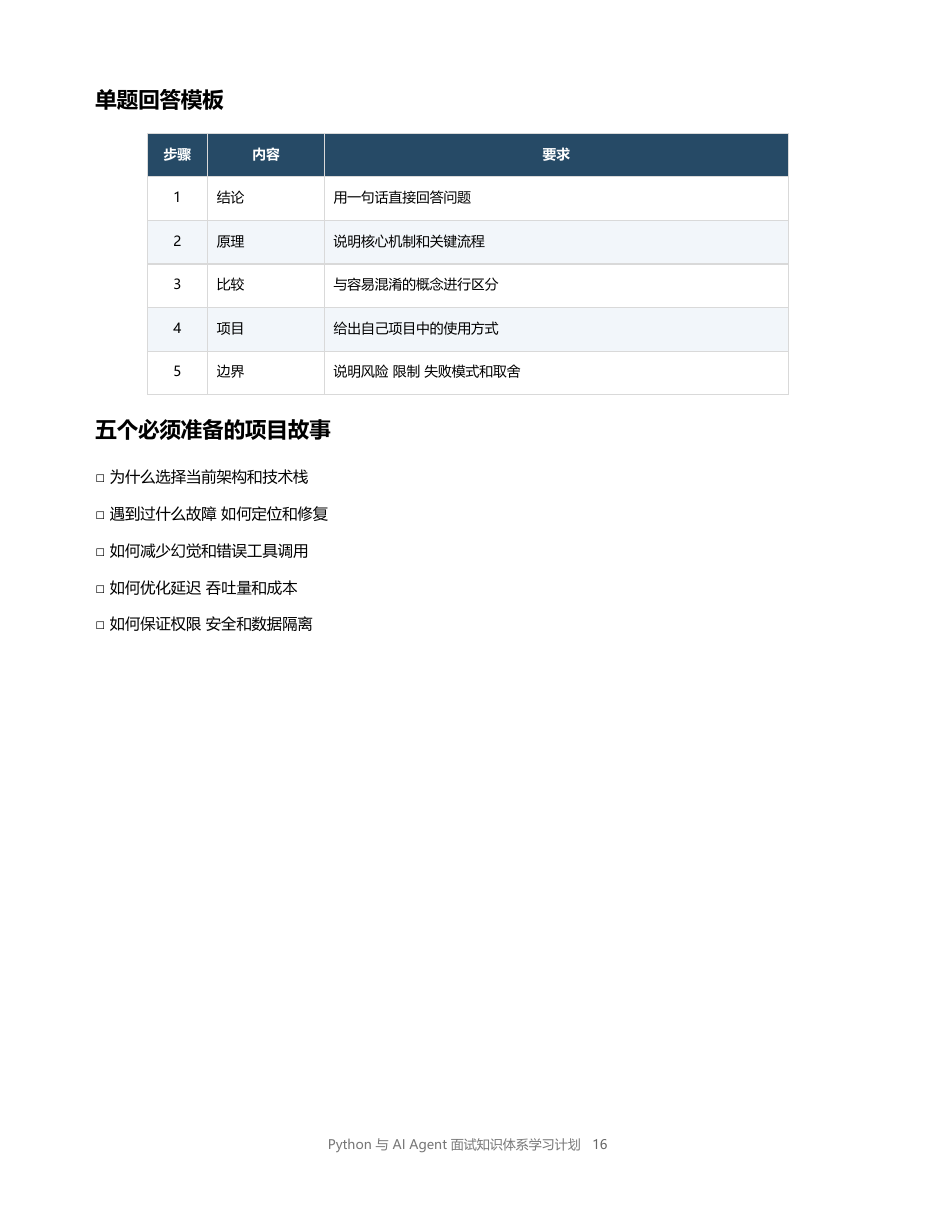 单题回答模板
步骤 内容 要求
1 结论 用一句话直接回答问题
2 原理 说明核心机制和关键流程
3 比较 与容易混淆的概念进行区分
4 项目 给出自己项目中的使用方式
5 边界 说明风险 限制 失败模式和取舍
五个必须准备的项目故事
□ 为什么选择当前架构和技术栈
□ 遇到过什么故障 如何定位和修复
□ 如何减少幻觉和错误工具调用
□ 如何优化延迟 吞吐量和成本
□ 如何保证权限 安全和数据隔离
Python 与 AI Agent 面试知识体系学习计划 16